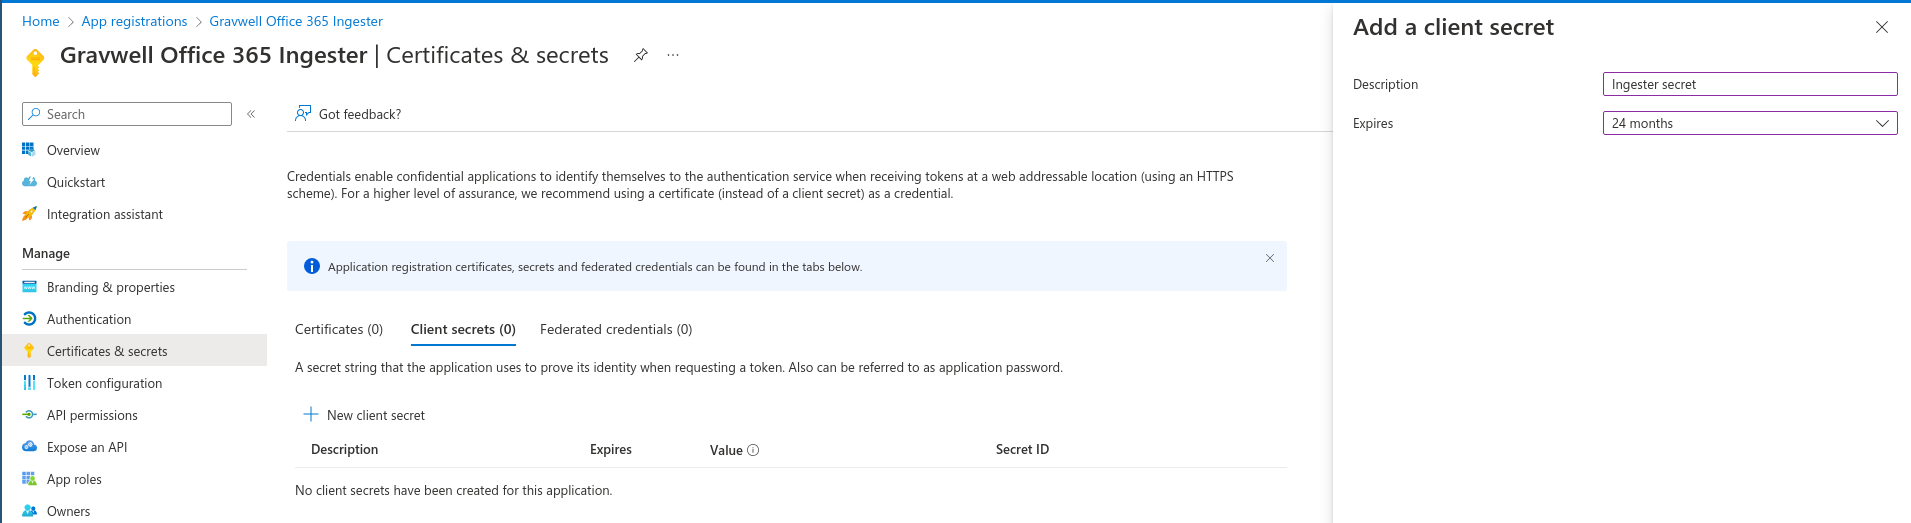 Home > App registrations > Gravwell Office 365 Ingester
Gravwell Office 365 Ingester | Certificates & secrets
Search
Overview
Quickstart
Integration assistant
Manage
Branding & properties
Authentication
Certificates & secrets
Token configuration
API permissions
Expose an API
App roles
Owners
Got feedback?
Credentials enable confidential applications to identify themselves to the authentication service when receiving tokens at a web addressable location (using an HTTPS
scheme). For a higher level of assurance, we recommend using a certificate (instead of a client secret) as a credential.
Application registration certificates, secrets and federated credentials can be found in the tabs below.
Certificates (0) Client secrets (0) Federated credentials (0)
A secret string that the application uses to prove its identity when requesting a token. Also can be referred to as application password.
New client secret
Description Expires Value Secret ID
No client secrets have been created for this application.
Add a client secret
Description Ingester secret
Expires 24 months